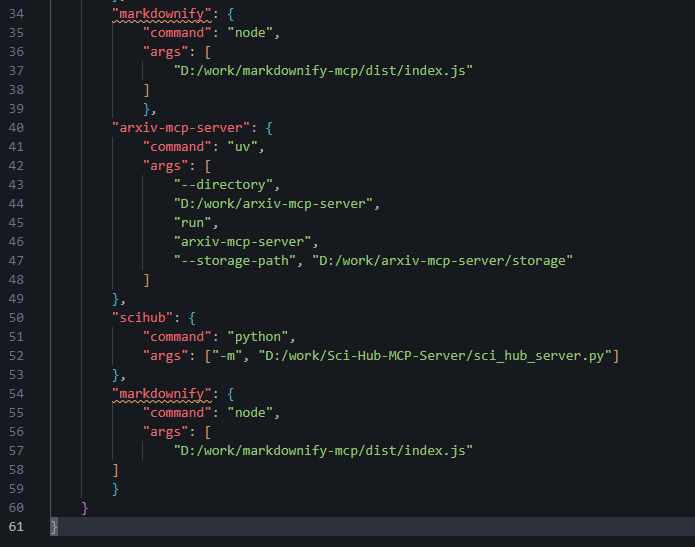 34 "markdownify": {
35 "command": "node",
36 "args": [
37 "D:/work/markdownify-mcp/dist/index.js"
38 ]
39 },
40 "arxiv-mcp-server": {
41 "command": "uv",
42 "args": [
43 "--directory",
44 "D:/work/arxiv-mcp-server",
45 "run",
46 "arxiv-mcp-server",
47 "--storage-path", "D:/work/arxiv-mcp-server/storage"
48 ]
49 },
50 "scihub": {
51 "command": "python",
52 "args": ["-m", "D:/work/Sci-Hub-MCP-Server/sci_hub_server.py"]
53 },
54 "markdownify": {
55 "command": "node",
56 "args": [
57 "D:/work/markdownify-mcp/dist/index.js"
58 ]
59 }
60 }
61 }